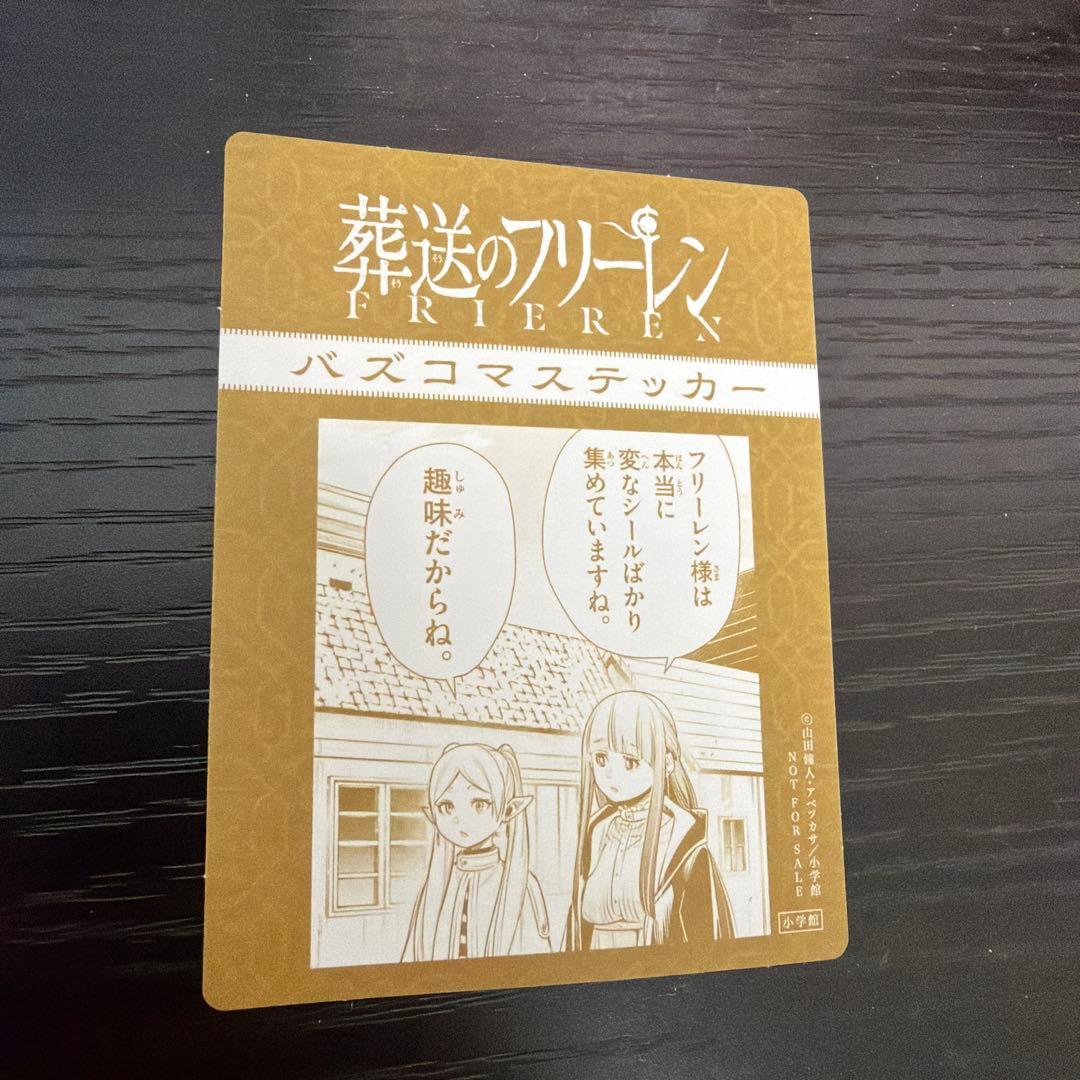 葬送のフリーレン
FRIEREN
バズコマステッカー
フリーレン様は
本当に
変なシールばかり
集めていますね。
趣味だからね。
©山田鐘人・アベツカサ/小学館
NOT FOR SALE
小学館